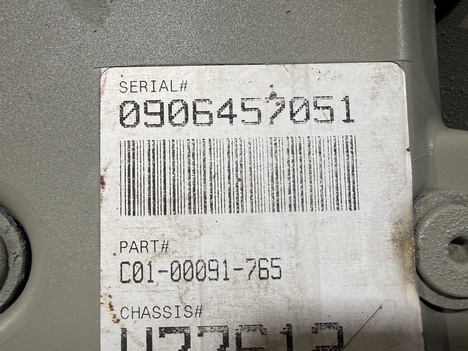 SERIAL#
0906457051
PART#
C01-00091-765
CHASSIS#